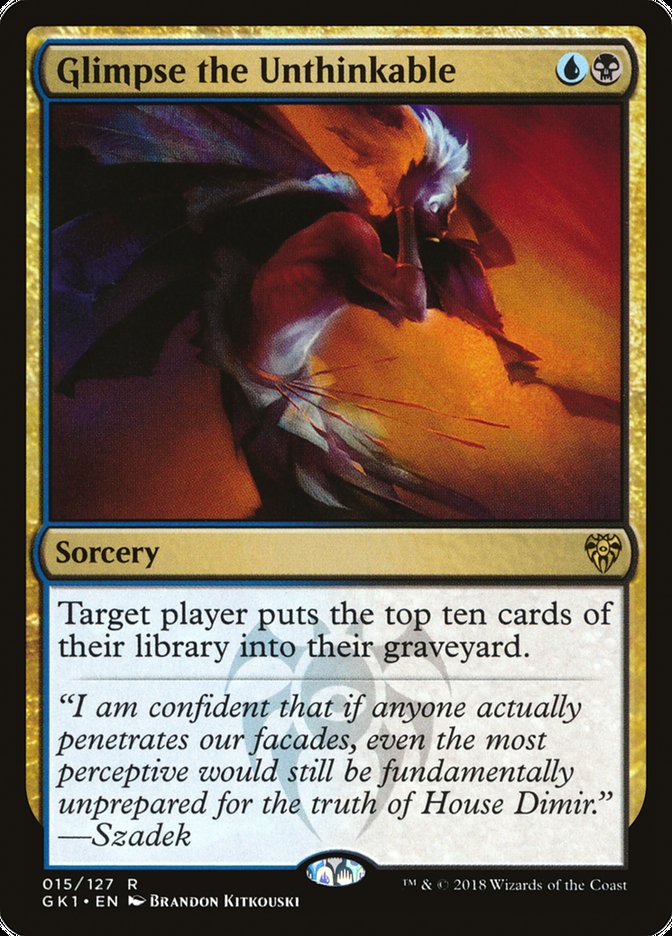 Glimpse the Unthinkable
Sorcery
Target player puts the top ten cards of
their library into their graveyard.
“I am confident that if anyone actually
penetrates our facades, even the most
perceptive would still be fundamentally
unprepared for the truth of House Dimir.”
—Szadek
015/127 R
GK1 • EN Brandon Kitkouski
™ & © 2018 Wizards of the Coast